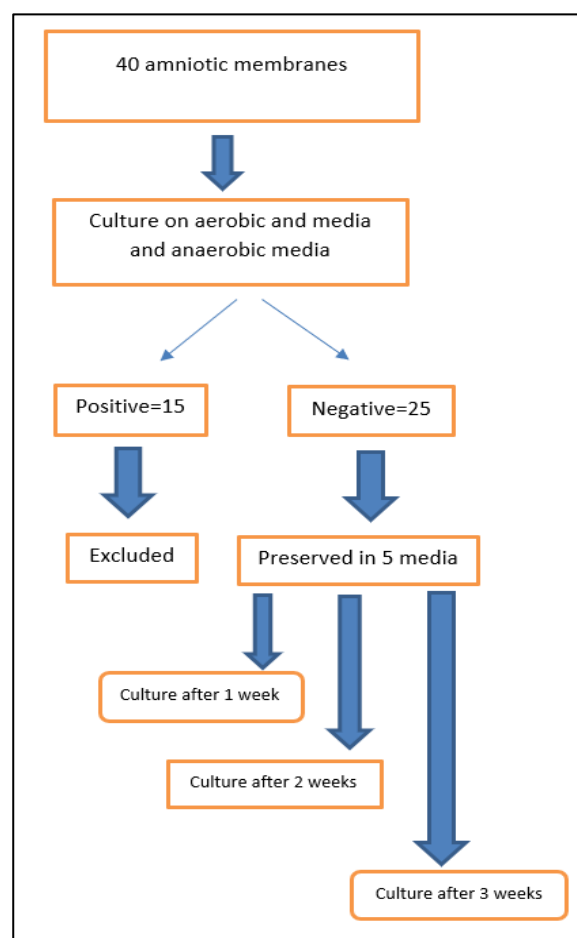 40 amniotic membranes
Culture on aerobic and media
and anaerobic media
Positive=15
Negative=25
Excluded
Preserved in 5 media
Culture after 1 week
Culture after 2 weeks
Culture after 3 weeks